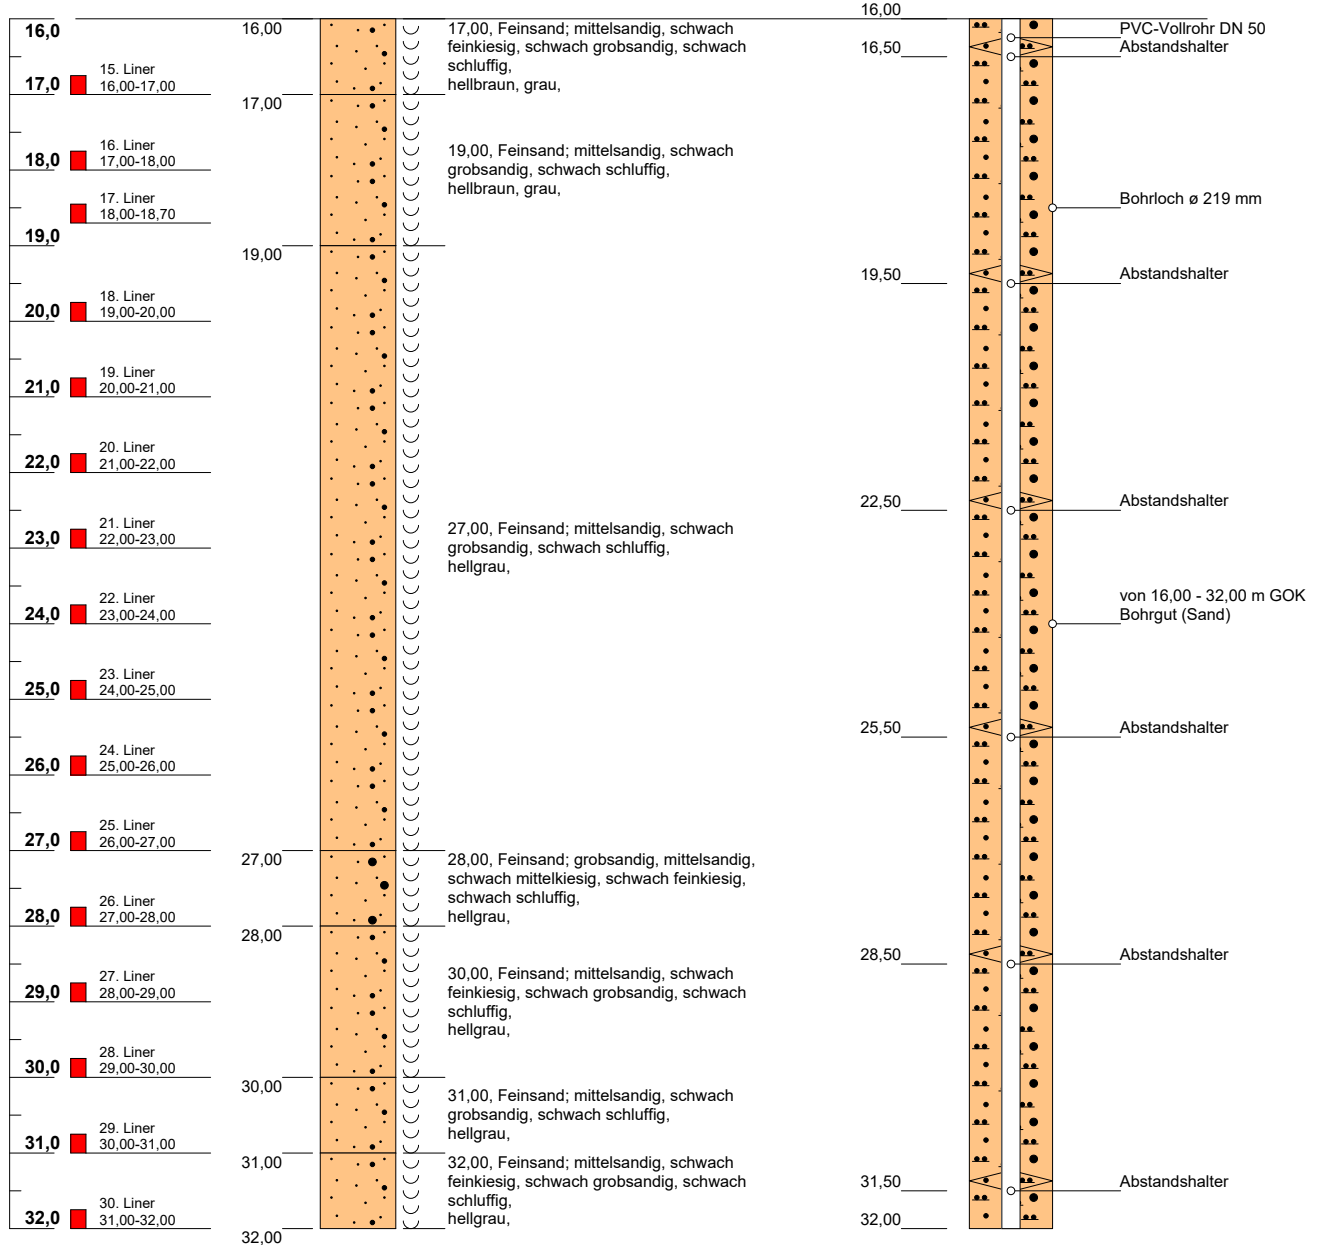 16,0
17,0
18,0
19,0
20,0
21,0
22,0
23,0
24,0
25,0
26,0
27,0
28,0
29,0
30,0
31,0
32,0
15. Liner
16,00-17,00
16. Liner
17,00-18,00
17. Liner
18,00-18,70
18. Liner
19,00-20,00
19. Liner
20,00-21,00
20. Liner
21,00-22,00
21. Liner
22,00-23,00
22. Liner
23,00-24,00
23. Liner
24,00-25,00
24. Liner
25,00-26,00
25. Liner
26,00-27,00
26. Liner
27,00-28,00
27. Liner
28,00-29,00
28. Liner
29,00-30,00
29. Liner
30,00-31,00
30. Liner
31,00-32,00
16,00
17,00
19,00
27,00
28,00
30,00
31,00
32,00
17,00, Feinsand; mittelsandig, schwach
feinkiesig, schwach grobsandig, schwach
schluffig,
hellbraun, grau,
19,00, Feinsand; mittelsandig, schwach
grobsandig, schwach schluffig,
hellbraun, grau,
27,00, Feinsand; mittelsandig, schwach
grobsandig, schwach schluffig,
hellgrau,
28,00, Feinsand; grobsandig, mittelsandig,
schwach mittelkiesig, schwach feinkiesig,
schwach schluffig,
hellgrau,
30,00, Feinsand; mittelsandig, schwach
feinkiesig, schwach grobsandig, schwach
schluffig,
hellgrau,
31,00, Feinsand; mittelsandig, schwach
grobsandig, schwach schluffig,
hellgrau,
32,00, Feinsand; mittelsandig, schwach
feinkiesig, schwach grobsandig, schwach
schluffig,
hellgrau,
16,00
16,50
19,50
22,50
25,50
28,50
31,50
32,00
PVC-Vollrohr DN 50
Abstandshalter
Bohrloch ø 219 mm
Abstandshalter
Abstandshalter
von 16,00 - 32,00 m GOK
Bohrgut (Sand)
Abstandshalter
Abstandshalter
Abstandshalter